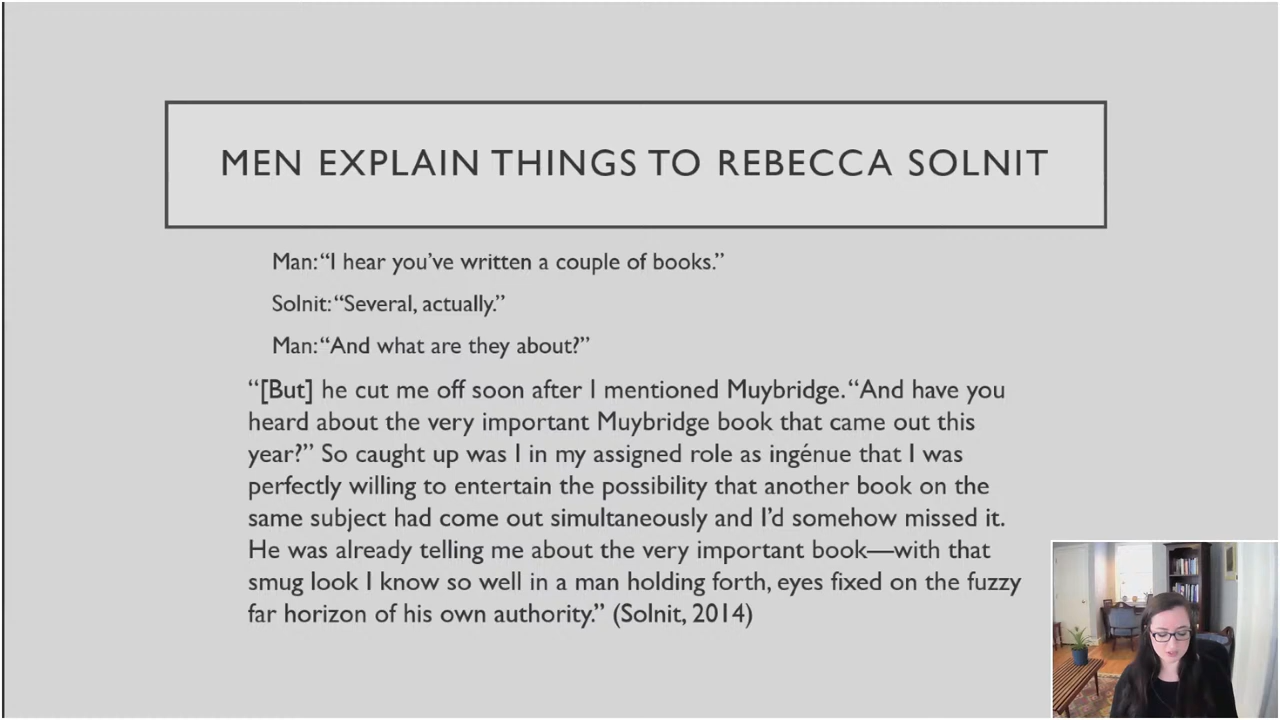 MEN EXPLAIN THINGS TO REBECCA SOLNIT
Man: “I hear you’ve written a couple of books.”
Solnit: “Several, actually.”
Man: “And what are they about?”
“[But] he cut me off soon after I mentioned Muybridge. “And have you
heard about the very important Muybridge book that came out this
year?” So caught up was I in my assigned role as ingénue that I was
perfectly willing to entertain the possibility that another book on the
same subject had come out simultaneously and I’d somehow missed it.
He was already telling me about the very important book—with that
smug look I know so well in a man holding forth, eyes fixed on the fuzzy
far horizon of his own authority.” (Solnit, 2014)